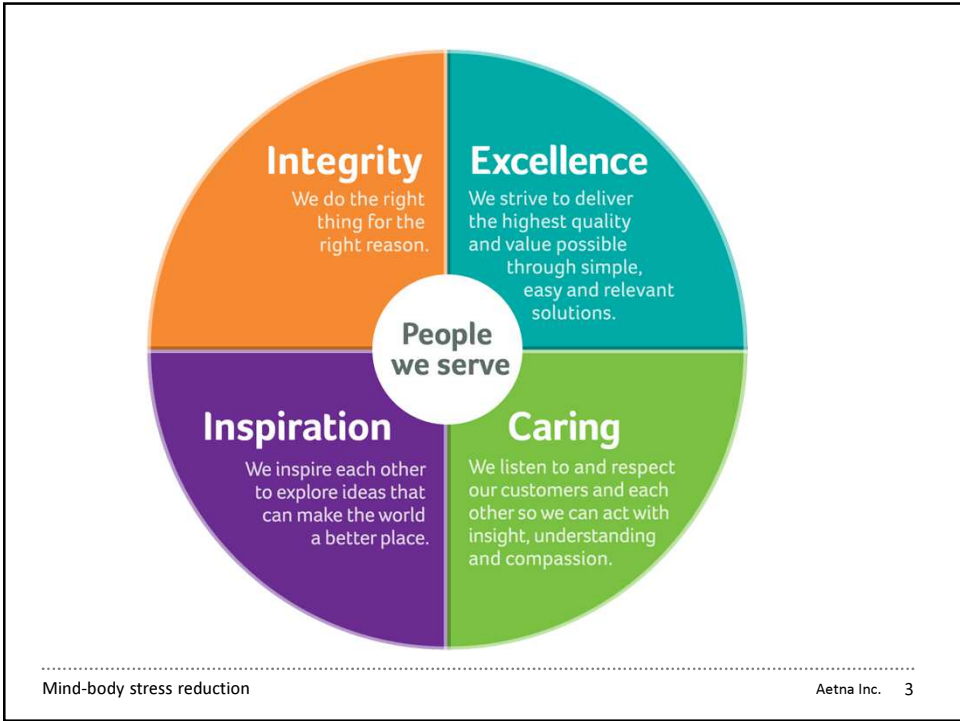 Integrity
We do the right
thing for the
right reason.
Excellence
We strive to deliver
the highest quality
and value possible
through simple,
easy and relevant
solutions.
People
we serve
Inspiration
We inspire each other
to explore ideas that
can make the world
a better place.
Caring
We listen to and respect
our customers and each
other so we can act with
insight, understanding
and compassion.
Mind-body stress reduction
Aetna Inc. 3